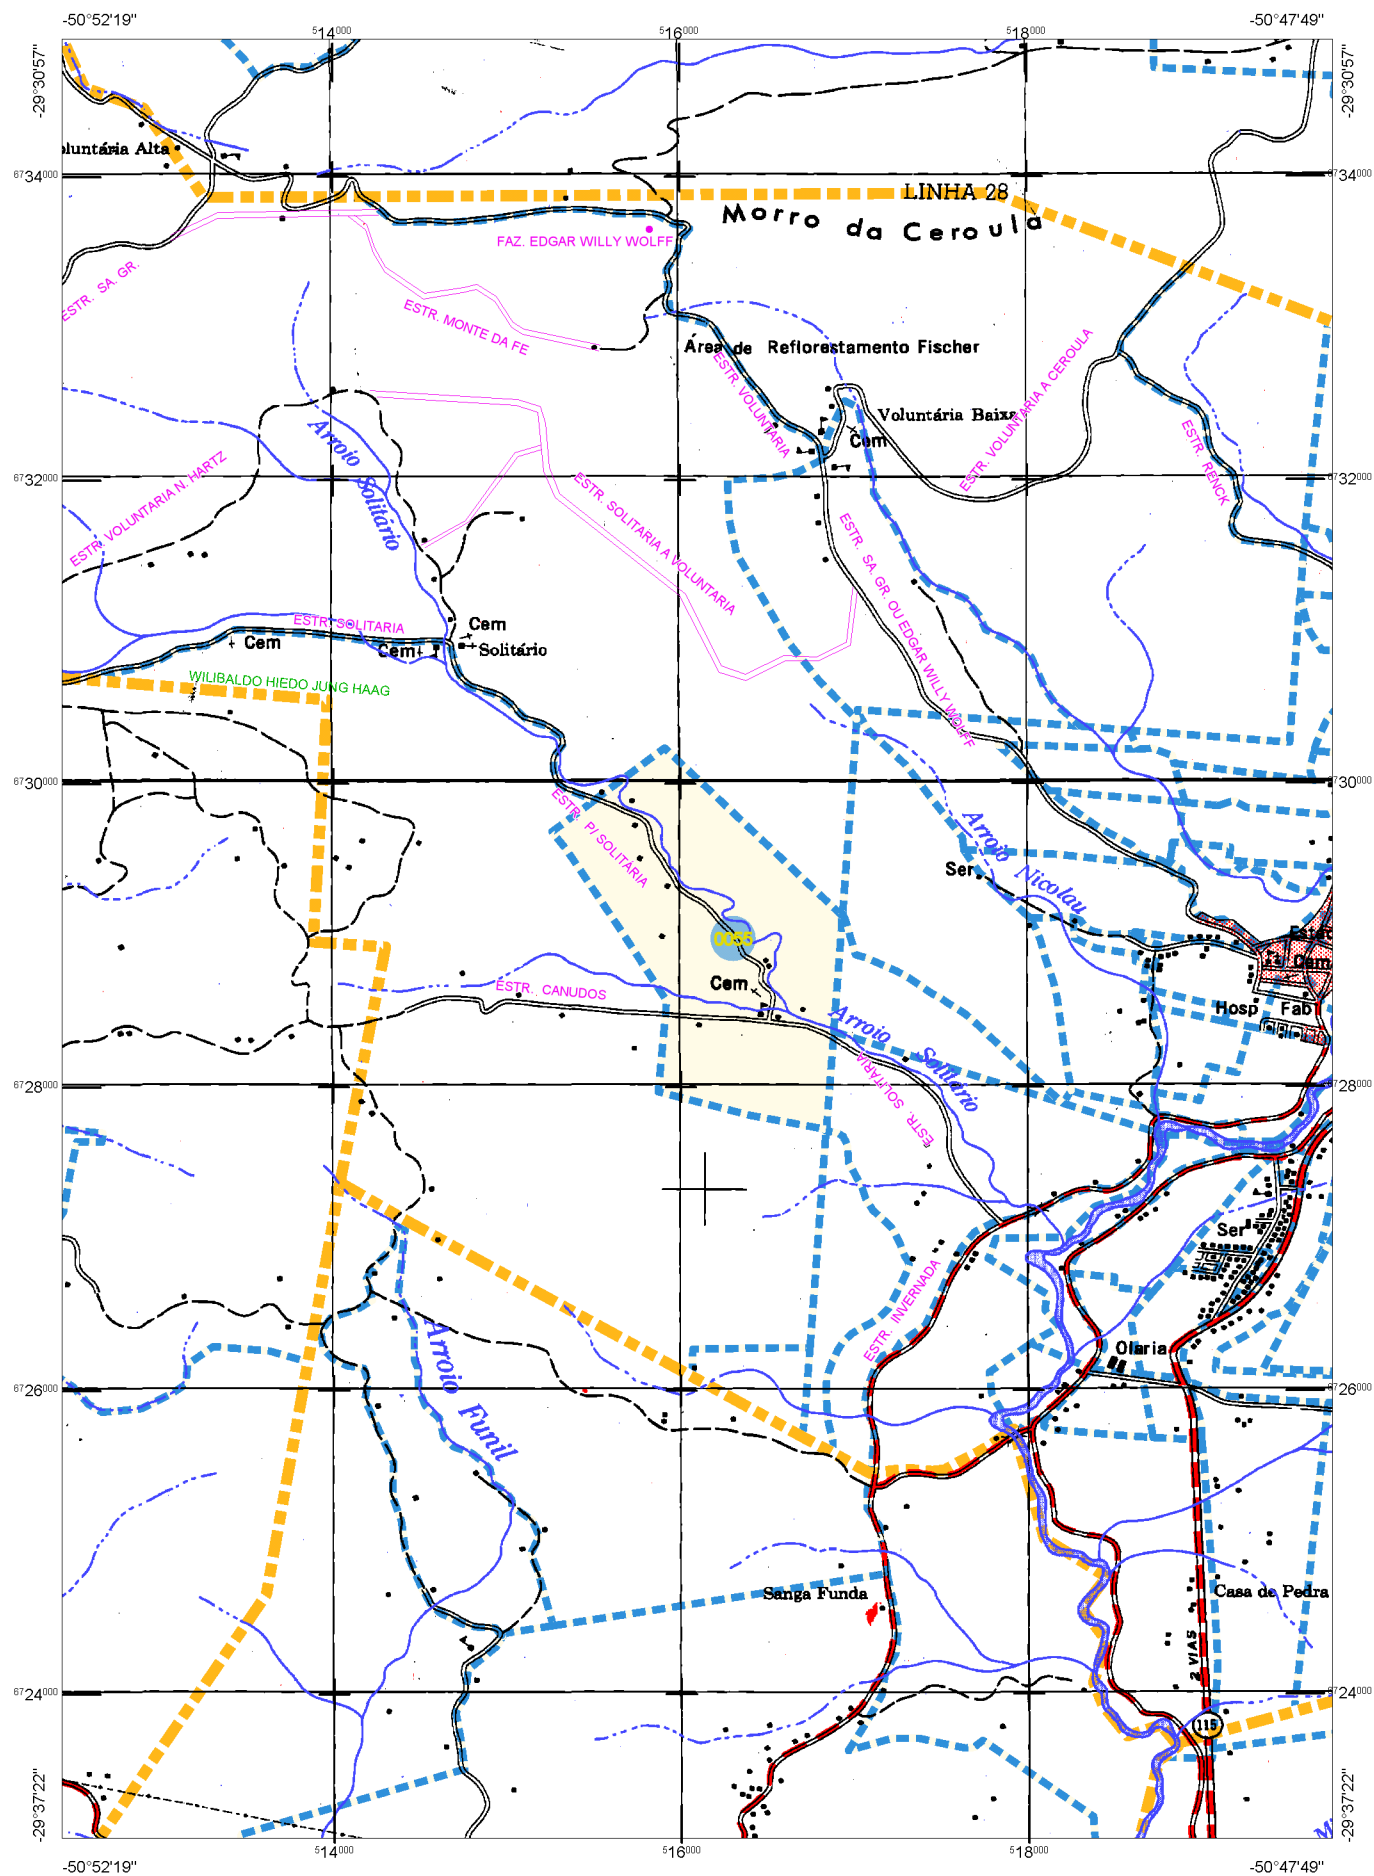 -50°52'19"
-50°47'49"
514000
516000
518000
-29°30'57"
-29°30'57"
oluntária Alta
6734000
6734000
LINHA 28
Morro da Ceroula
FAZ. EDGAR WILLY WOLFF
ESTR. SA. GR.
ESTR. MONTE DA FE
Área de Reflorestamento Fischer
ESTR. VOLUNTARIA
ESTR. VOLUNTARIA A CEROULA
Voluntária Baixa
Cem
ESTR. RENCK
Arroio Solitário
ESTR. VOLUNTARIA N. HARTZ
6732000
6732000
ESTR. SOLITARIA A VOLUNTARIA
ESTR. SA. GR. OU EDGAR WILLY WOLFF
ESTR. SOLITARIA
Cem
Cem
Cem
Solitário
WILIBALDO HIEDO JUNG HAAG
6730000
6730000
ESTR. P/ SOLITARIA
Arroio Nicolau
Ser
0055
Cem
Cem
ESTR. CANUDOS
Hosp
Fab
Arroio Solitário
ESTR. SOLITARIA
6728000
6728000
Ser
ESTR. INVERNADA
Arroio Funil
Olaria
6726000
6726000
Sanga Funda
Casa de Pedra
2 VIAS
6724000
6724000
115
-29°37'22"
-29°37'22"
514000
516000
518000
-50°52'19"
-50°47'49"